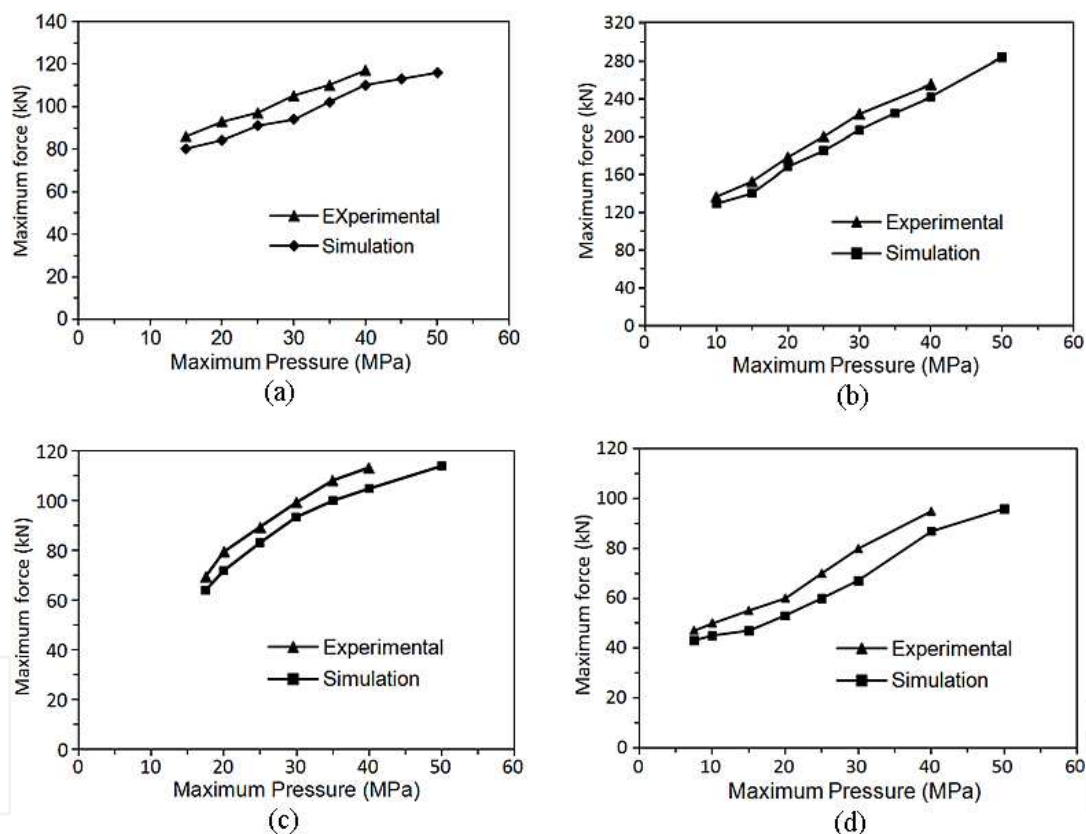 Maximum force (kN)
140
120
100
80
60
40
20
0
EXperimental
Simulation
0 10 20 30 40 50 60
Maximum Pressure (MPa)
(a)
Maximum force (kN)
320
280
240
200
160
120
80
40
0
Experimental
Simulation
0 10 20 30 40 50 60
Maximum Pressure (MPa)
(b)
Maximum force (kN)
120
100
80
60
40
20
0
Experimental
Simulation
0 10 20 30 40 50 60
Maximum Pressure (MPa)
(c)
Maximum force (kN)
120
100
80
60
40
20
0
Experimental
Simulation
0 10 20 30 40 50 60
Maximum Pressure (MPa)
(d)